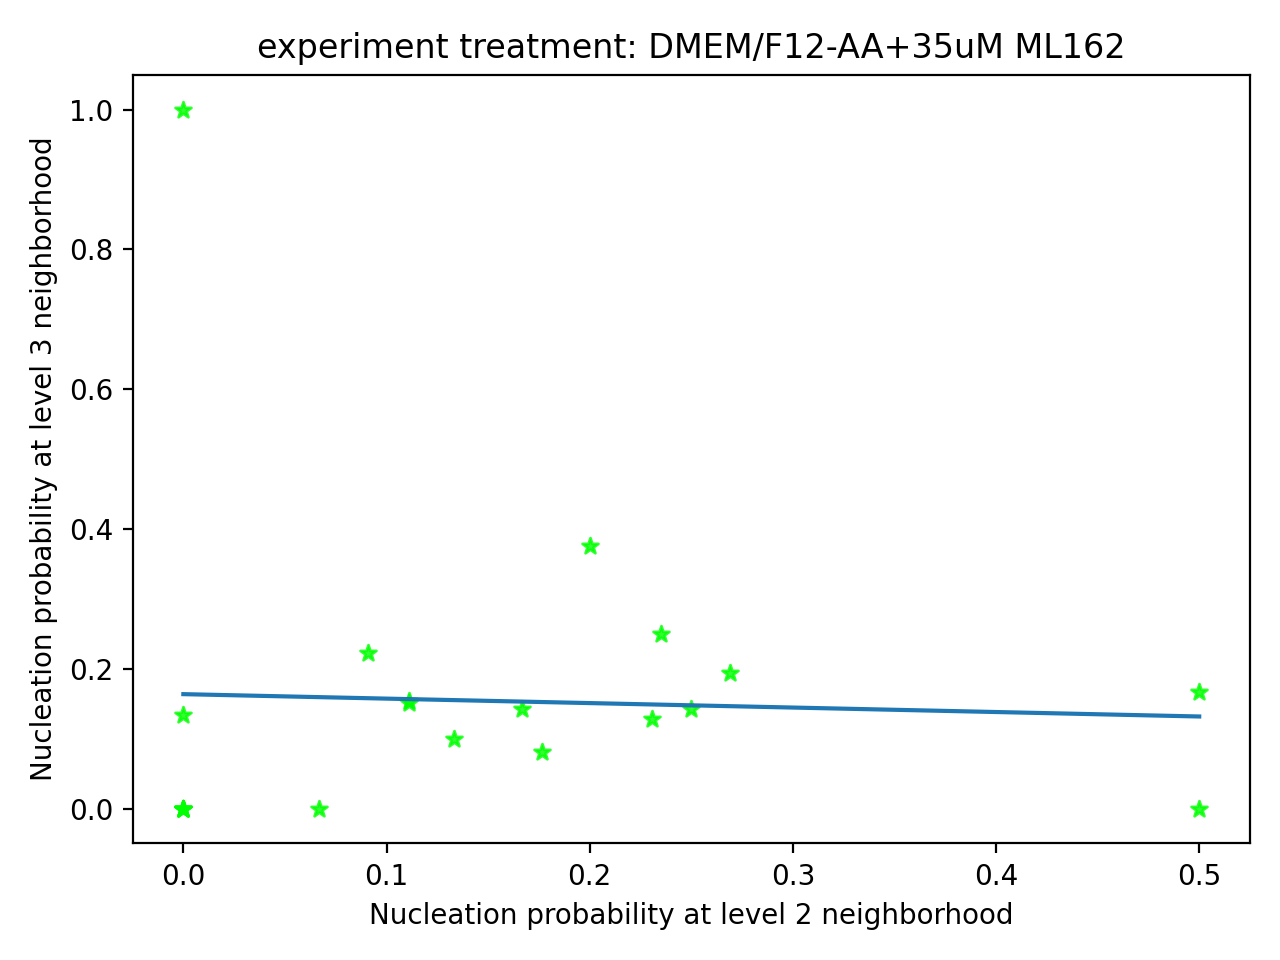 experiment treatment: DMEM/F12-AA+35uM ML162
Nucleation probability at level 3 neighborhood
1.0
0.8
0.6
0.4
0.2
0.0
0.0 0.1 0.2 0.3 0.4 0.5
Nucleation probability at level 2 neighborhood